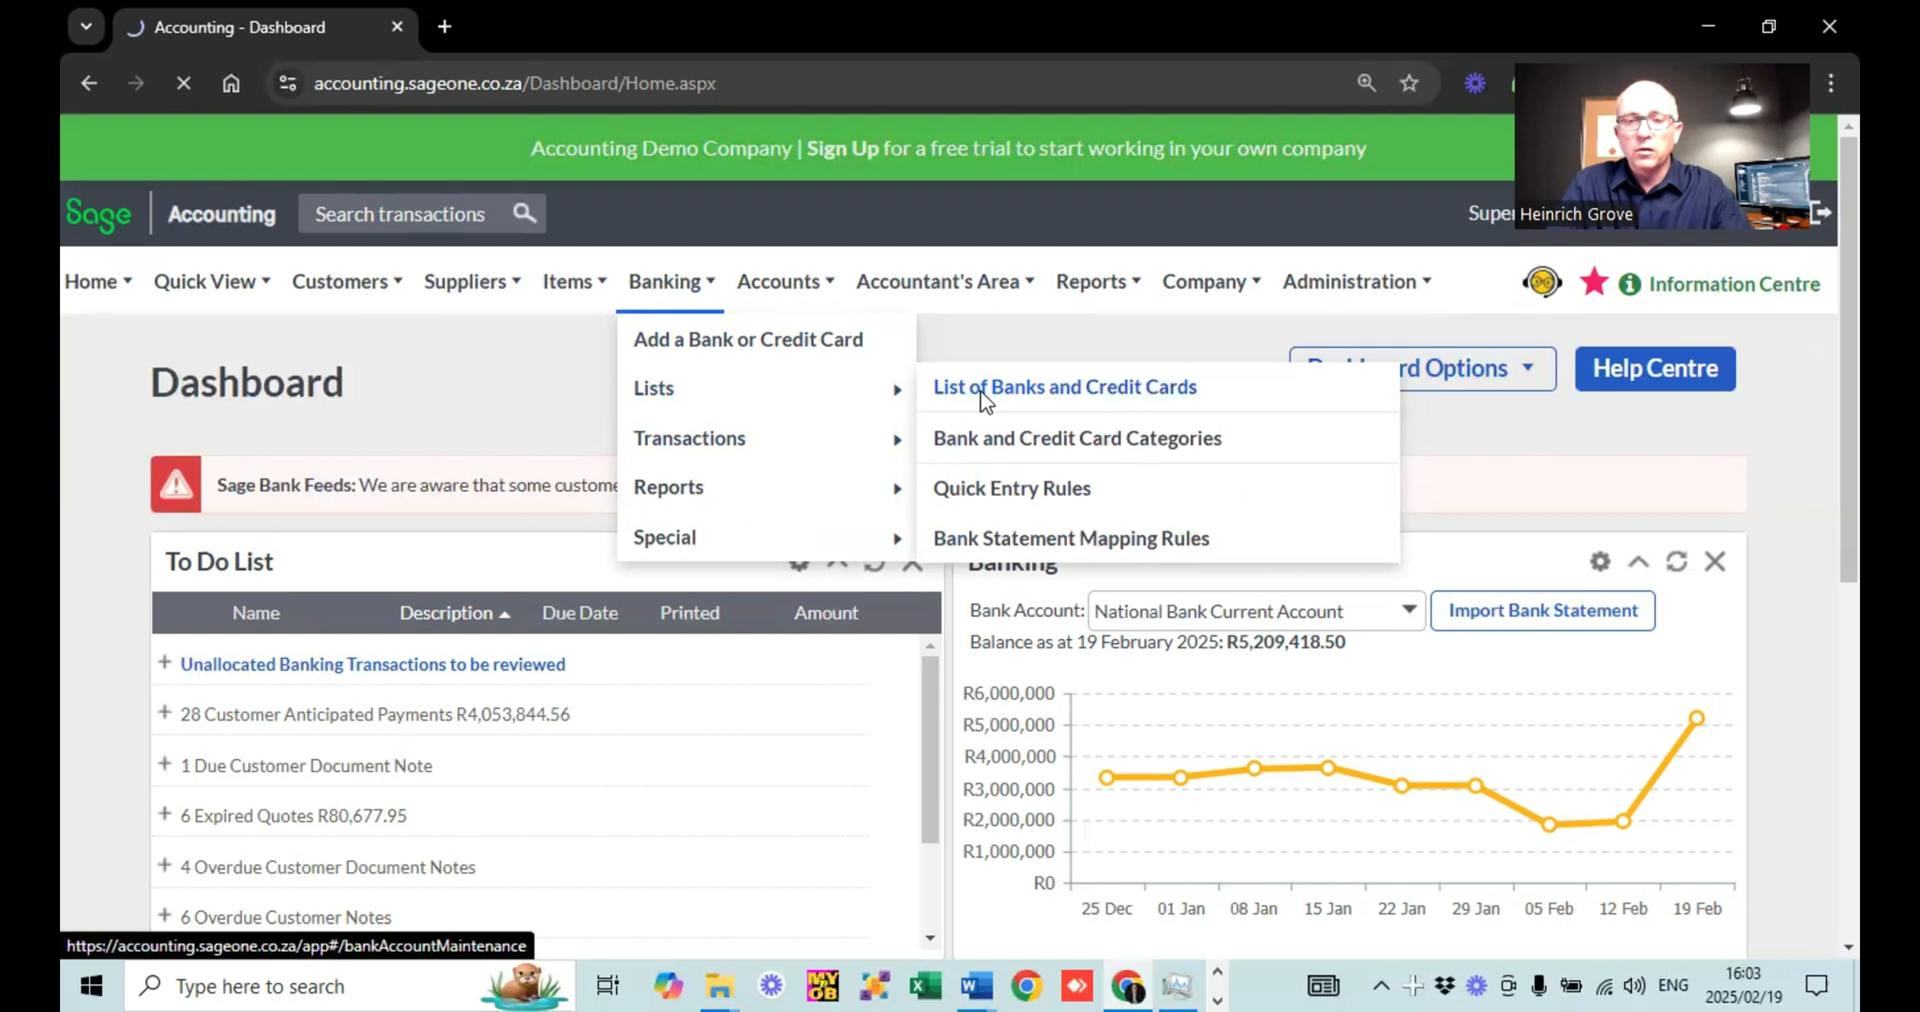 Accounting - Dashboard
accounting.sageone.co.za/Dashboard/Home.aspx
Accounting Demo Company | Sign Up for a free trial to start working in your own company
Sage Accounting Search transactions
Super
Heinrich Grove
Home Quick View Customers Suppliers Items Banking Accounts Accountant's Area Reports Company Administration Information Centre
Add a Bank or Credit Card
Lists
Transactions
Reports
Special
List of Banks and Credit Cards
Bank and Credit Card Categories
Quick Entry Rules
Bank Statement Mapping Rules
Dashboard
Dashboard Options
Help Centre
Sage Bank Feeds: We are aware that some custome
To Do List
Name Description Due Date Printed Amount
Unallocated Banking Transactions to be reviewed
28 Customer Anticipated Payments R4,053,844.56
1 Due Customer Document Note
6 Expired Quotes R80,677.95
4 Overdue Customer Document Notes
6 Overdue Customer Notes
Banking
Bank Account: National Bank Current Account Import Bank Statement
Balance as at 19 February 2025: R5,209,418.50
R6,000,000
R5,000,000
R4,000,000
R3,000,000
R2,000,000
R1,000,000
R0
25 Dec 01 Jan 08 Jan 15 Jan 22 Jan 29 Jan 05 Feb 12 Feb 19 Feb
https://accounting.sageone.co.za/app#/bankAccountMaintenance
Type here to search
MY
OB
ENG
16:03
2025/02/19